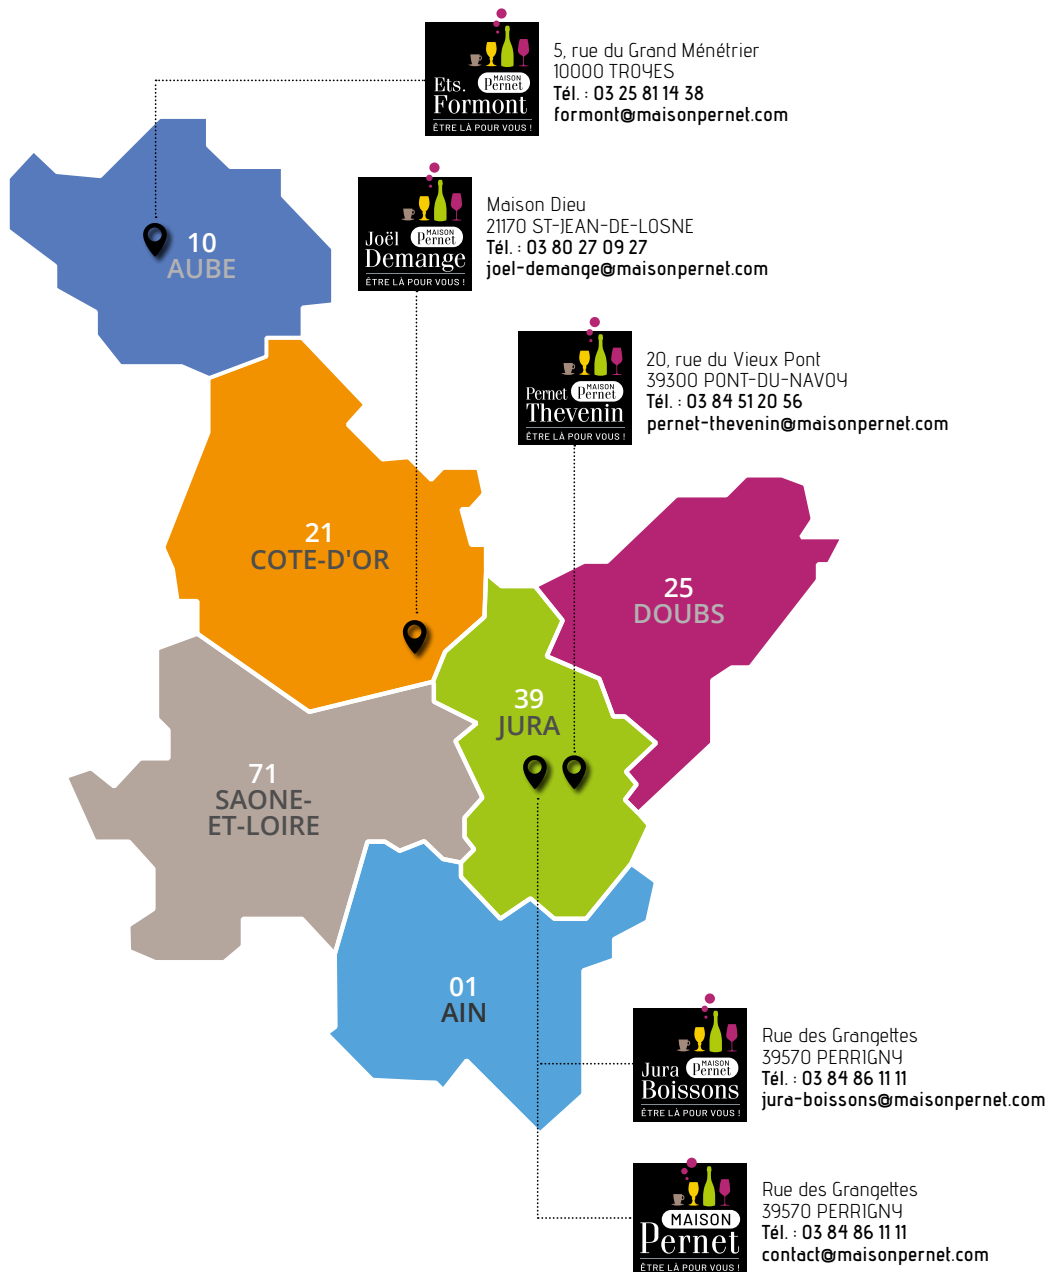 MAISON
Pernet
Ets.
Formont
ÊTRE LÀ POUR VOUS !
5, rue du Grand Ménétrier
10000 TROYES
Tél. : 03 25 81 14 38
formont@maisonpernet.com
MAISON
Pernet
Joël
Demange
ÊTRE LÀ POUR VOUS !
Maison Dieu
21170 ST-JEAN-DE-LOSNE
Tél. : 03 80 27 09 27
joel-demange@maisonpernet.com
10
AUBE
MAISON
Pernet
Pernet
Thevenin
ÊTRE LÀ POUR VOUS !
20, rue du Vieux Pont
39300 PONT-DU-NAVOY
Tél. : 03 84 51 20 56
pernet-thevenin@maisonpernet.com
21
COTE-D'OR
25
DOUBS
39
JURA
71
SAONE-
ET-LOIRE
01
AIN
MAISON
Pernet
Jura
Boissons
ÊTRE LÀ POUR VOUS !
Rue des Grangettes
39570 PERRIGNY
Tél. : 03 84 86 11 11
jura-boissons@maisonpernet.com
MAISON
Pernet
ÊTRE LÀ POUR VOUS !
Rue des Grangettes
39570 PERRIGNY
Tél. : 03 84 86 11 11
contact@maisonpernet.com